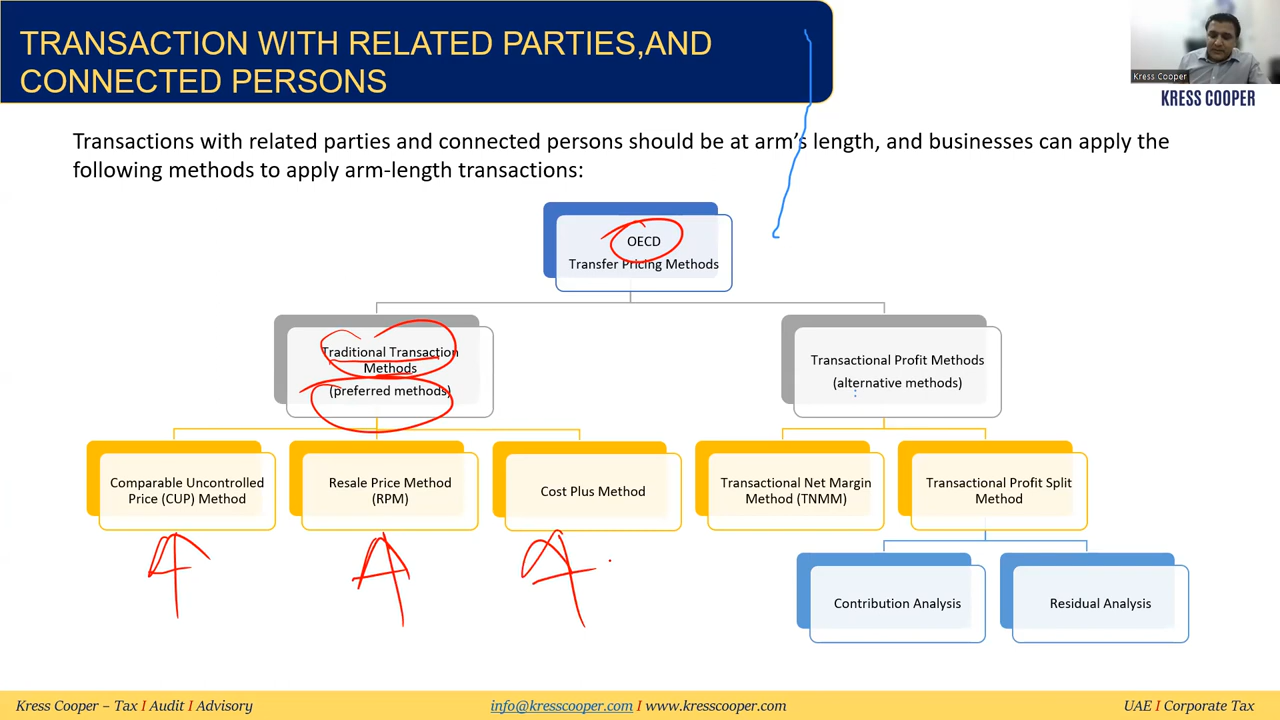 TRANSACTION WITH RELATED PARTIES,AND
CONNECTED PERSONS
Kress Cooper
KRESS COOPER
Transactions with related parties and connected persons should be at arm's length, and businesses can apply the
following methods to apply arm-length transactions:
OECD
Transfer Pricing Methods
Traditional Transaction
Methods
(preferred methods)
Transactional Profit Methods
(alternative methods)
Comparable Uncontrolled
Price (CUP) Method
Resale Price Method
(RPM)
Cost Plus Method
Transactional Net Margin
Method (TNMM)
Transactional Profit Split
Method
Contribution Analysis
Residual Analysis
Kress Cooper – Tax I Audit I Advisory
info@kresscooper.com I www.kresscooper.com
UAE I Corporate Tax